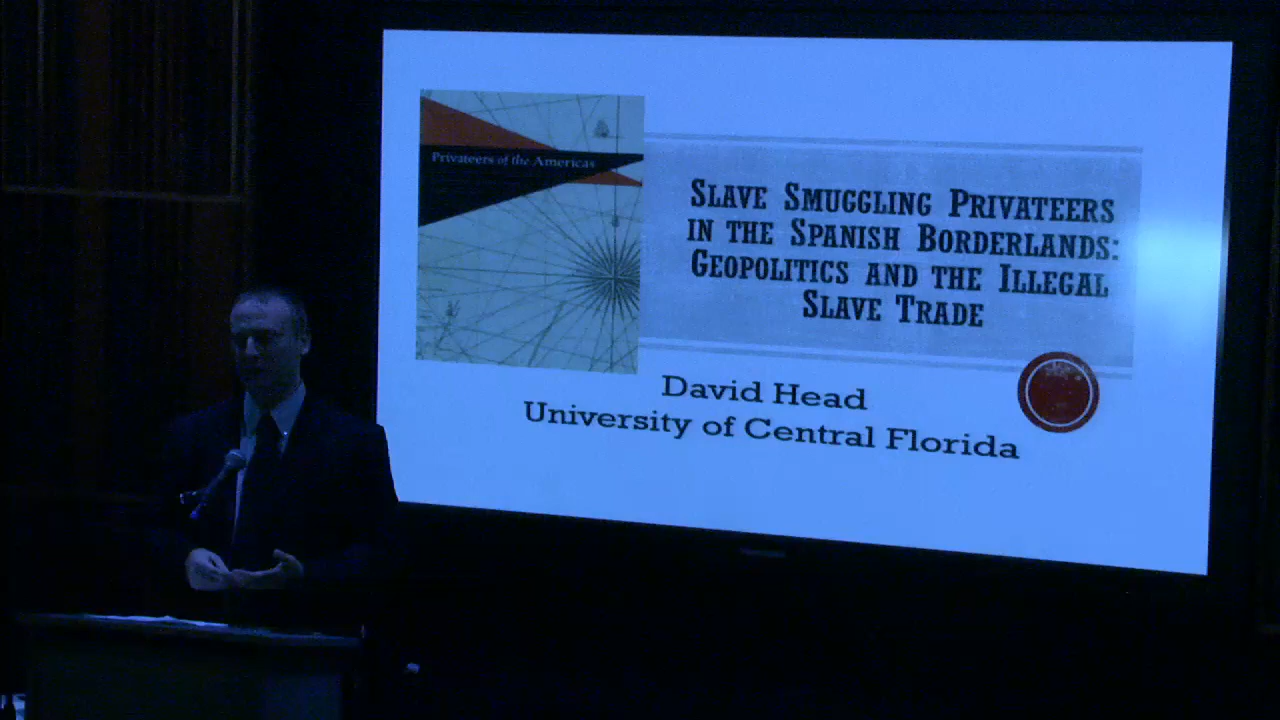 Privateers of the Americas
SLAVE SMUGGLING PRIVATEERS
IN THE SPANISH BORDERLANDS:
GEOPOLITICS AND THE ILLEGAL
SLAVE TRADE
David Head
University of Central Florida